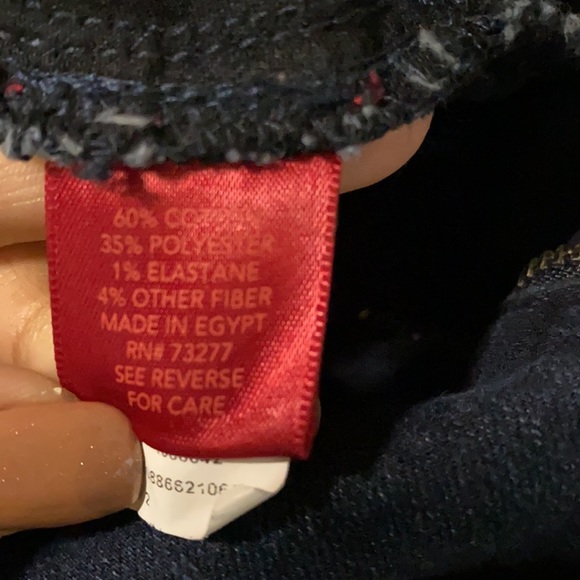 60% COTTON
35% POLYESTER
1% ELASTANE
4% OTHER FIBER
MADE IN EGYPT
RN# 73277
SEE REVERSE
FOR CARE